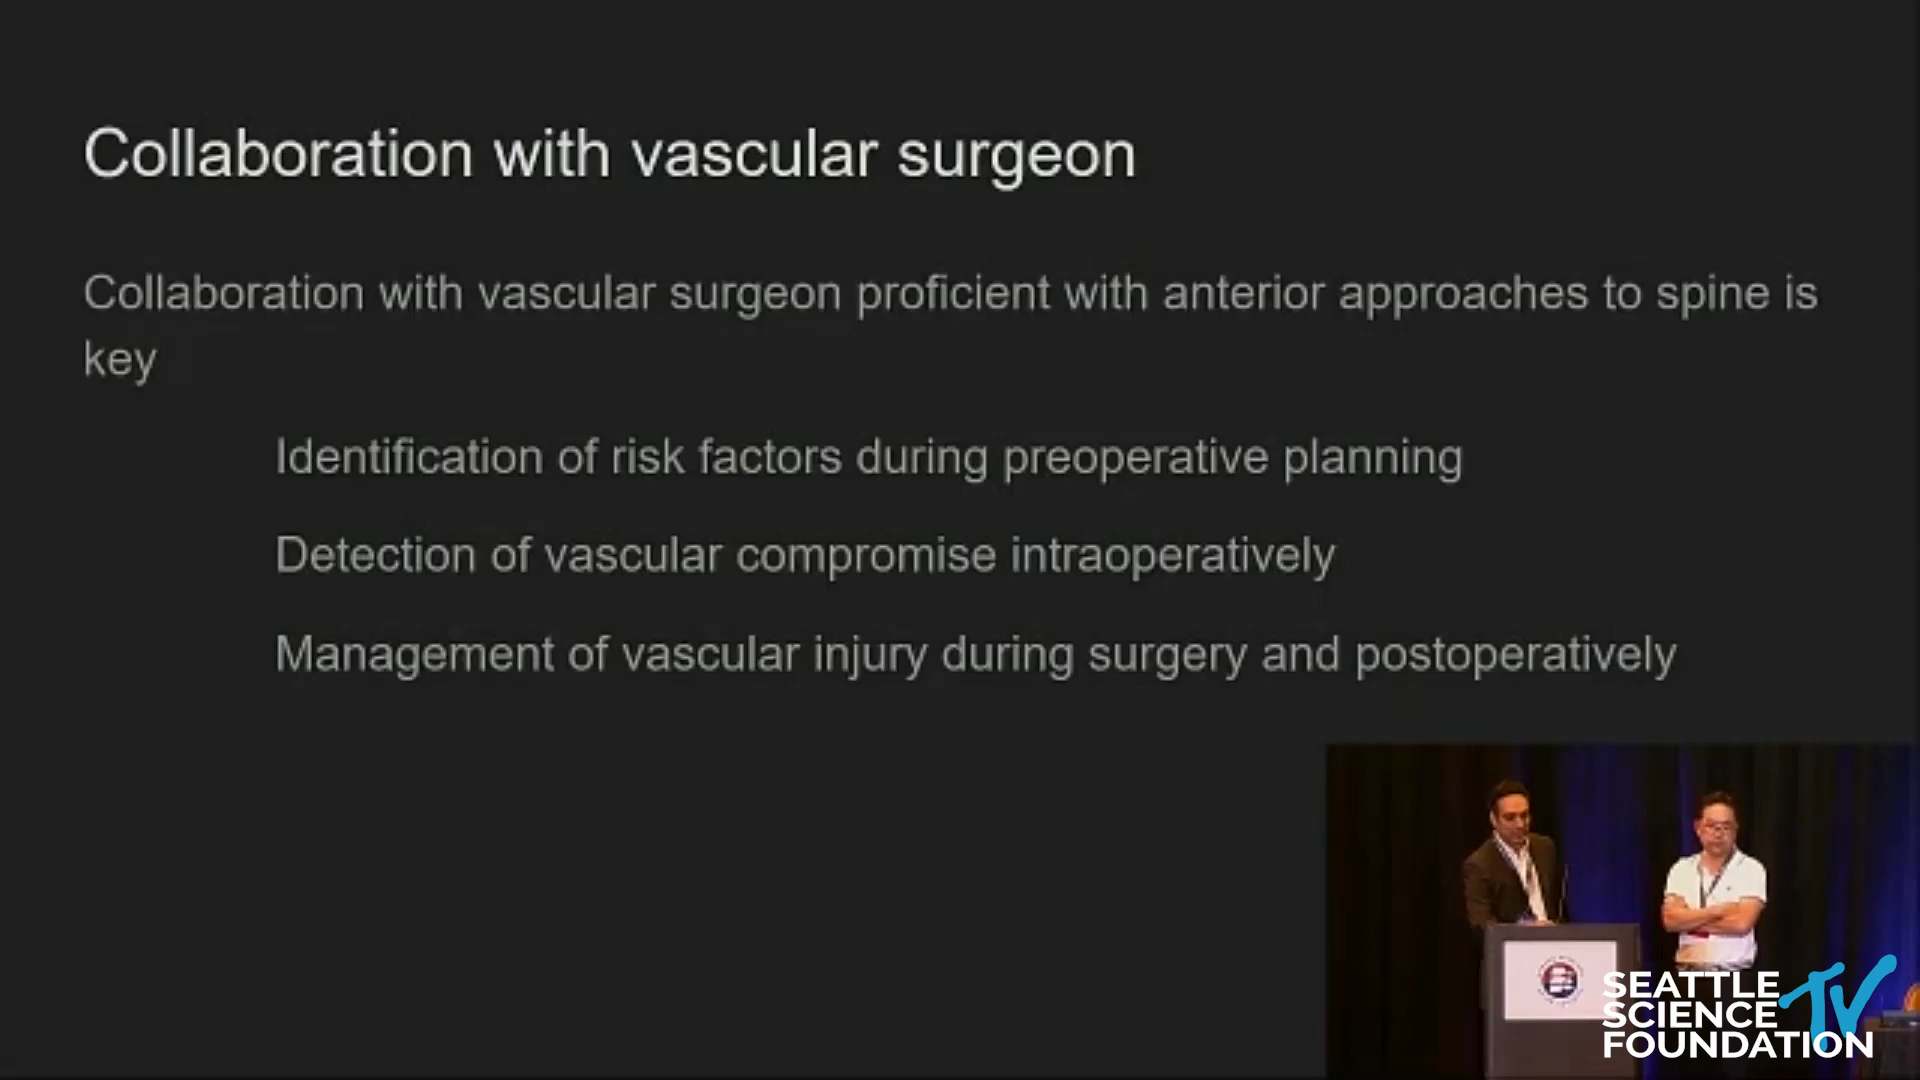 Collaboration with vascular surgeon
Collaboration with vascular surgeon proficient with anterior approaches to spine is
key
Identification of risk factors during preoperative planning
Detection of vascular compromise intraoperatively
Management of vascular injury during surgery and postoperatively
SEATTLE
SCIENCE
FOUNDATION
TV